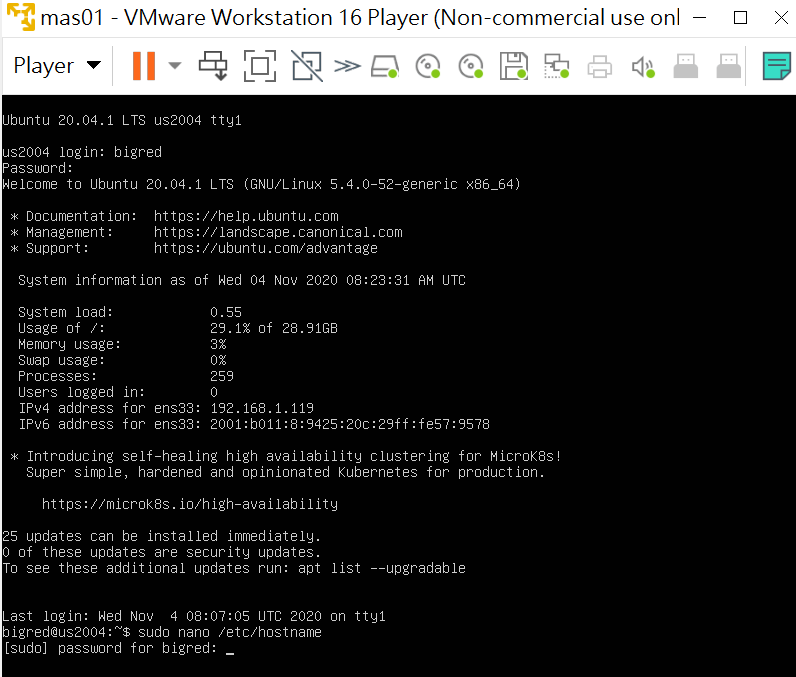 mas01 - VMware Workstation 16 Player (Non-commercial use onl
Player
Ubuntu 20.04.1 LTS us2004 tty1
us2004 login: bigred
Password:
Welcome to Ubuntu 20.04.1 LTS (GNU/Linux 5.4.0-52-generic x86_64)
* Documentation:  https://help.ubuntu.com
* Management:     https://landscape.canonical.com
* Support:        https://ubuntu.com/advantage
System information as of Wed 04 Nov 2020 08:23:31 AM UTC
System load:            0.55
Usage of /:             29.1% of 28.91GB
Memory usage:           3%
Swap usage:             0%
Processes:              259
Users logged in:        0
IPv4 address for ens33: 192.168.1.119
IPv6 address for ens33: 2001:b011:8:9425:20c:29ff:fe57:9578
* Introducing self-healing high availability clustering for MicroK8s!
Super simple, hardened and opinionated Kubernetes for production.
https://microk8s.io/high-availability
25 updates can be installed immediately.
0 of these updates are security updates.
To see these additional updates run: apt list --upgradable
Last login: Wed Nov  4 08:07:05 UTC 2020 on tty1
bigred@us2004:~$ sudo nano /etc/hostname
[sudo] password for bigred: _